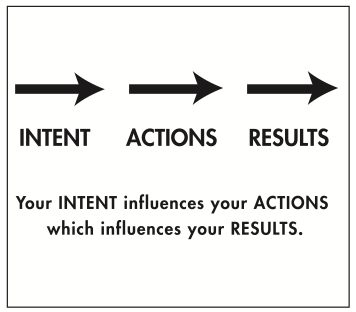 INTENT ACTIONS RESULTS
Your INTENT influences your ACTIONS
which influences your RESULTS.